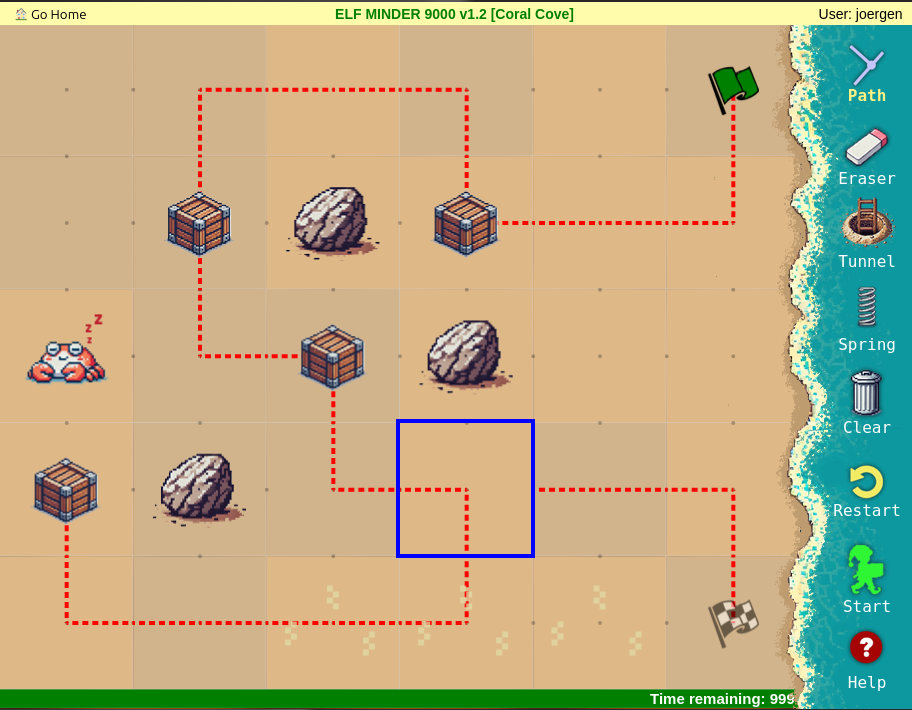 Go Home
ELF MINDER 9000 v1.2 [Coral Cove]
User: joergen
Path
Eraser
Tunnel
z z z
Spring
Clear
Restart
Start
Help
Time remaining: 999